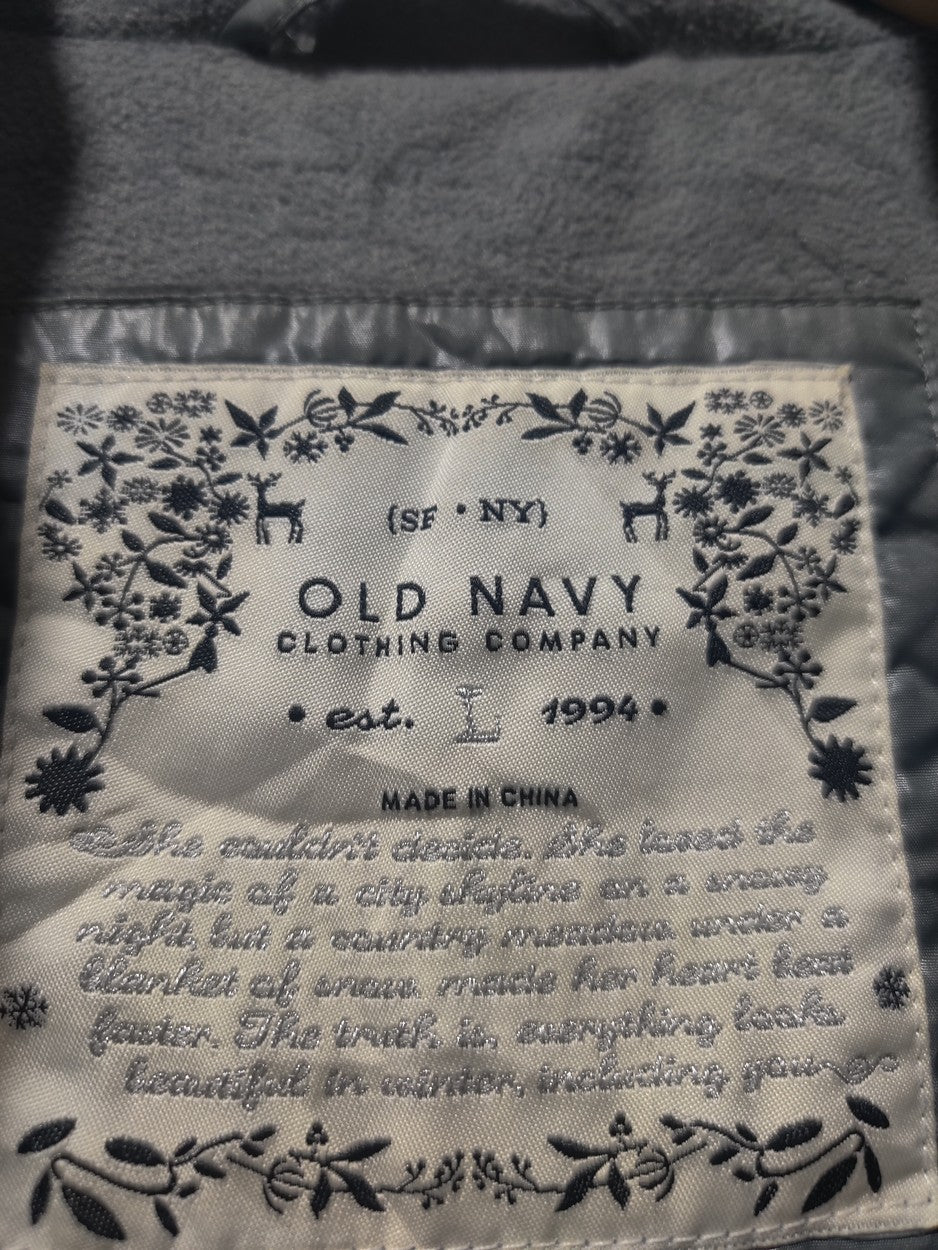 (SF • NY)
OLD NAVY
CLOTHING COMPANY
• est. L 1994 •
MADE IN CHINA
She couldn't decide. She loved the
magic of a city skyline on a snowy
night, but a country meadow under a
blanket of snow made her heart beat
faster. The truth is, everything looks
beautiful in winter, including you